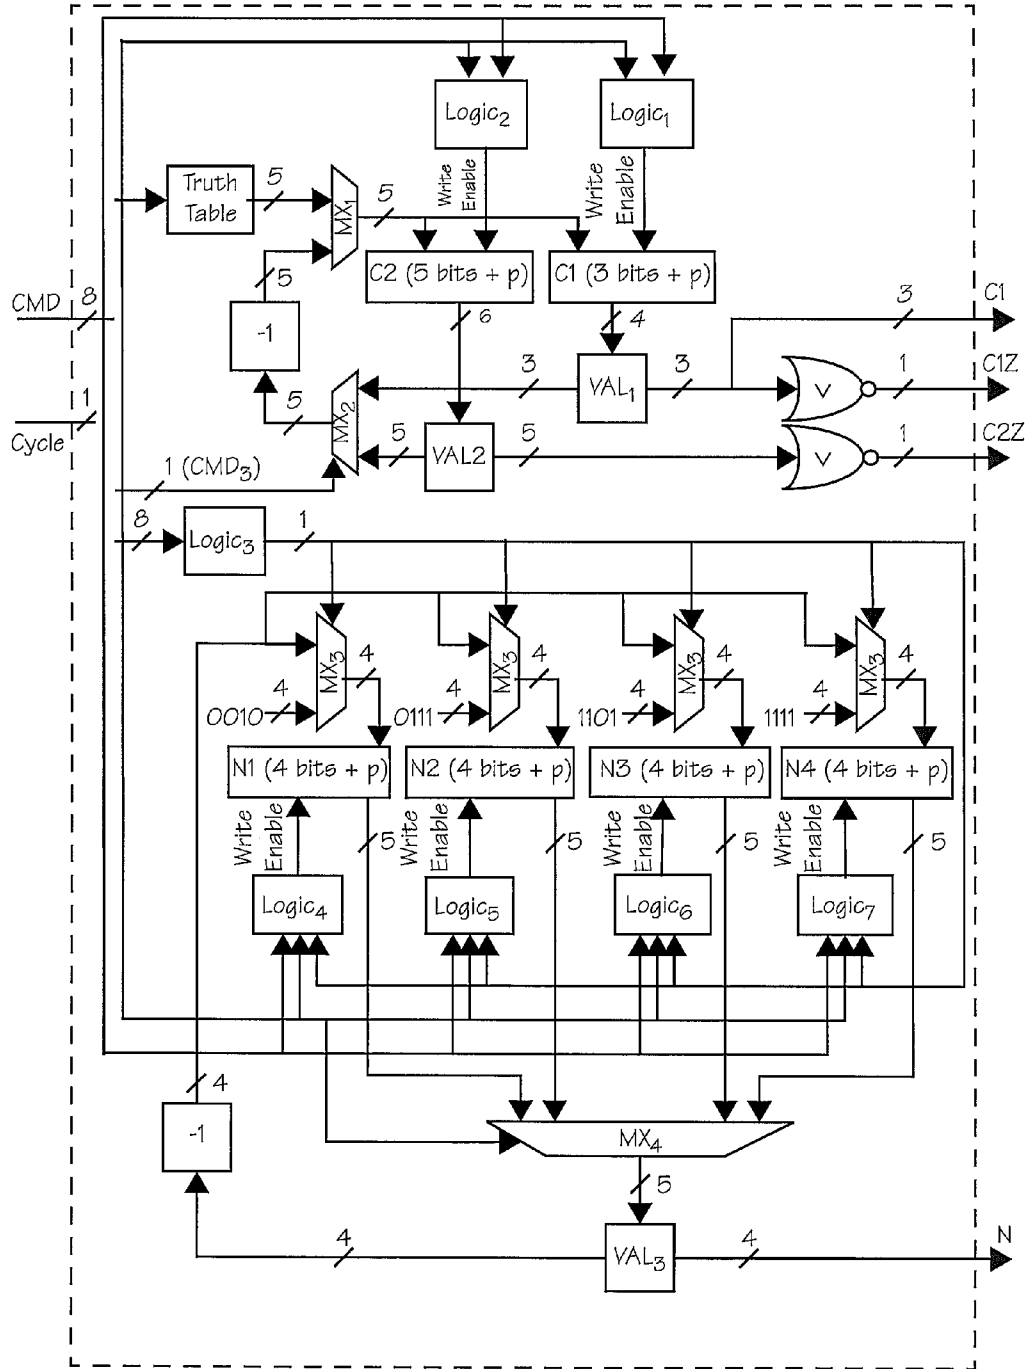 Logic2
Logic1
Write
Enable
Write
Enable
Truth
Table
5
MX1
5
5
C2 (5 bits + p)
C1 (3 bits + p)
CMD
8
-1
6
4
3
C1
3
VAL1
3
V
1
C1Z
Cycle
1
5
MX2
5
VAL2
5
V
1
C2Z
1 (CMD3)
8
Logic3
1
MX3
4
MX3
4
MX3
4
MX3
4
0010
4
0111
4
1101
4
1111
4
N1 (4 bits + p)
N2 (4 bits + p)
N3 (4 bits + p)
N4 (4 bits + p)
Write
Enable
5
Write
Enable
5
Write
Enable
5
Write
Enable
5
Logic4
Logic5
Logic6
Logic7
4
-1
MX4
5
4
VAL3
4
N